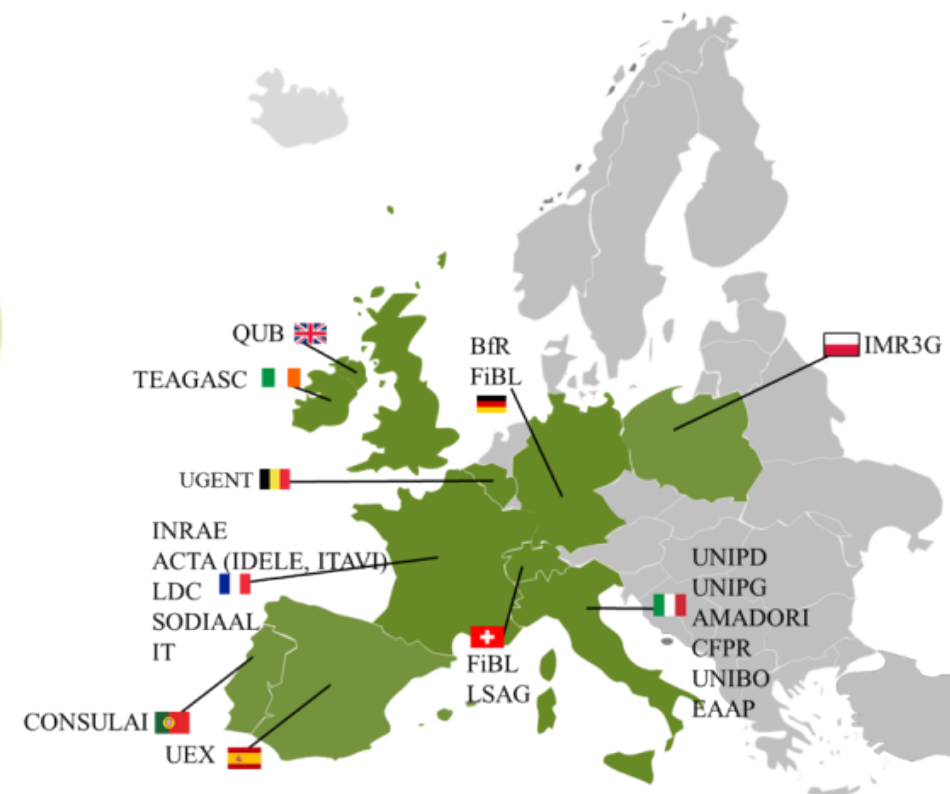 QUB
TEAGASC
UGENT
INRAE
ACTA (IDELE, ITAVI)
LDC
SODIAAL
IT
CONSULAI
UEX
BfR
FiBL
FiBL
LSAG
IMR3G
UNIPD
UNIPG
AMADORI
CFPR
UNIBO
EAAP